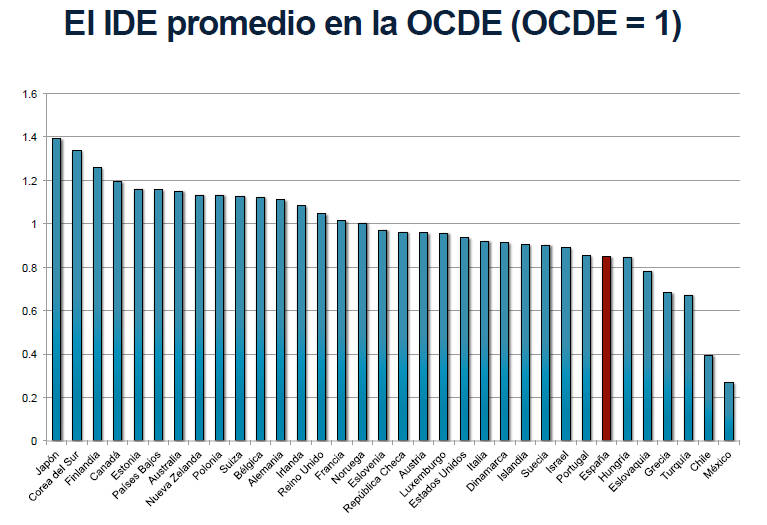 El IDE promedio en la OCDE (OCDE = 1)
1.6
1.4
1.2
1
0.8
0.6
0.4
0.2
0
Japón
Corea del Sur
Finlandia
Canadá
Estonia
Países Bajos
Australia
Nueva Zelanda
Polonia
Suiza
Bélgica
Alemania
Irlanda
Reino Unido
Francia
Noruega
Eslovenia
República Checa
Austria
Luxemburgo
Estados Unidos
Italia
Dinamarca
Islandia
Suecia
Israel
Portugal
España
Hungría
Eslovaquia
Grecia
Turquía
Chile
México